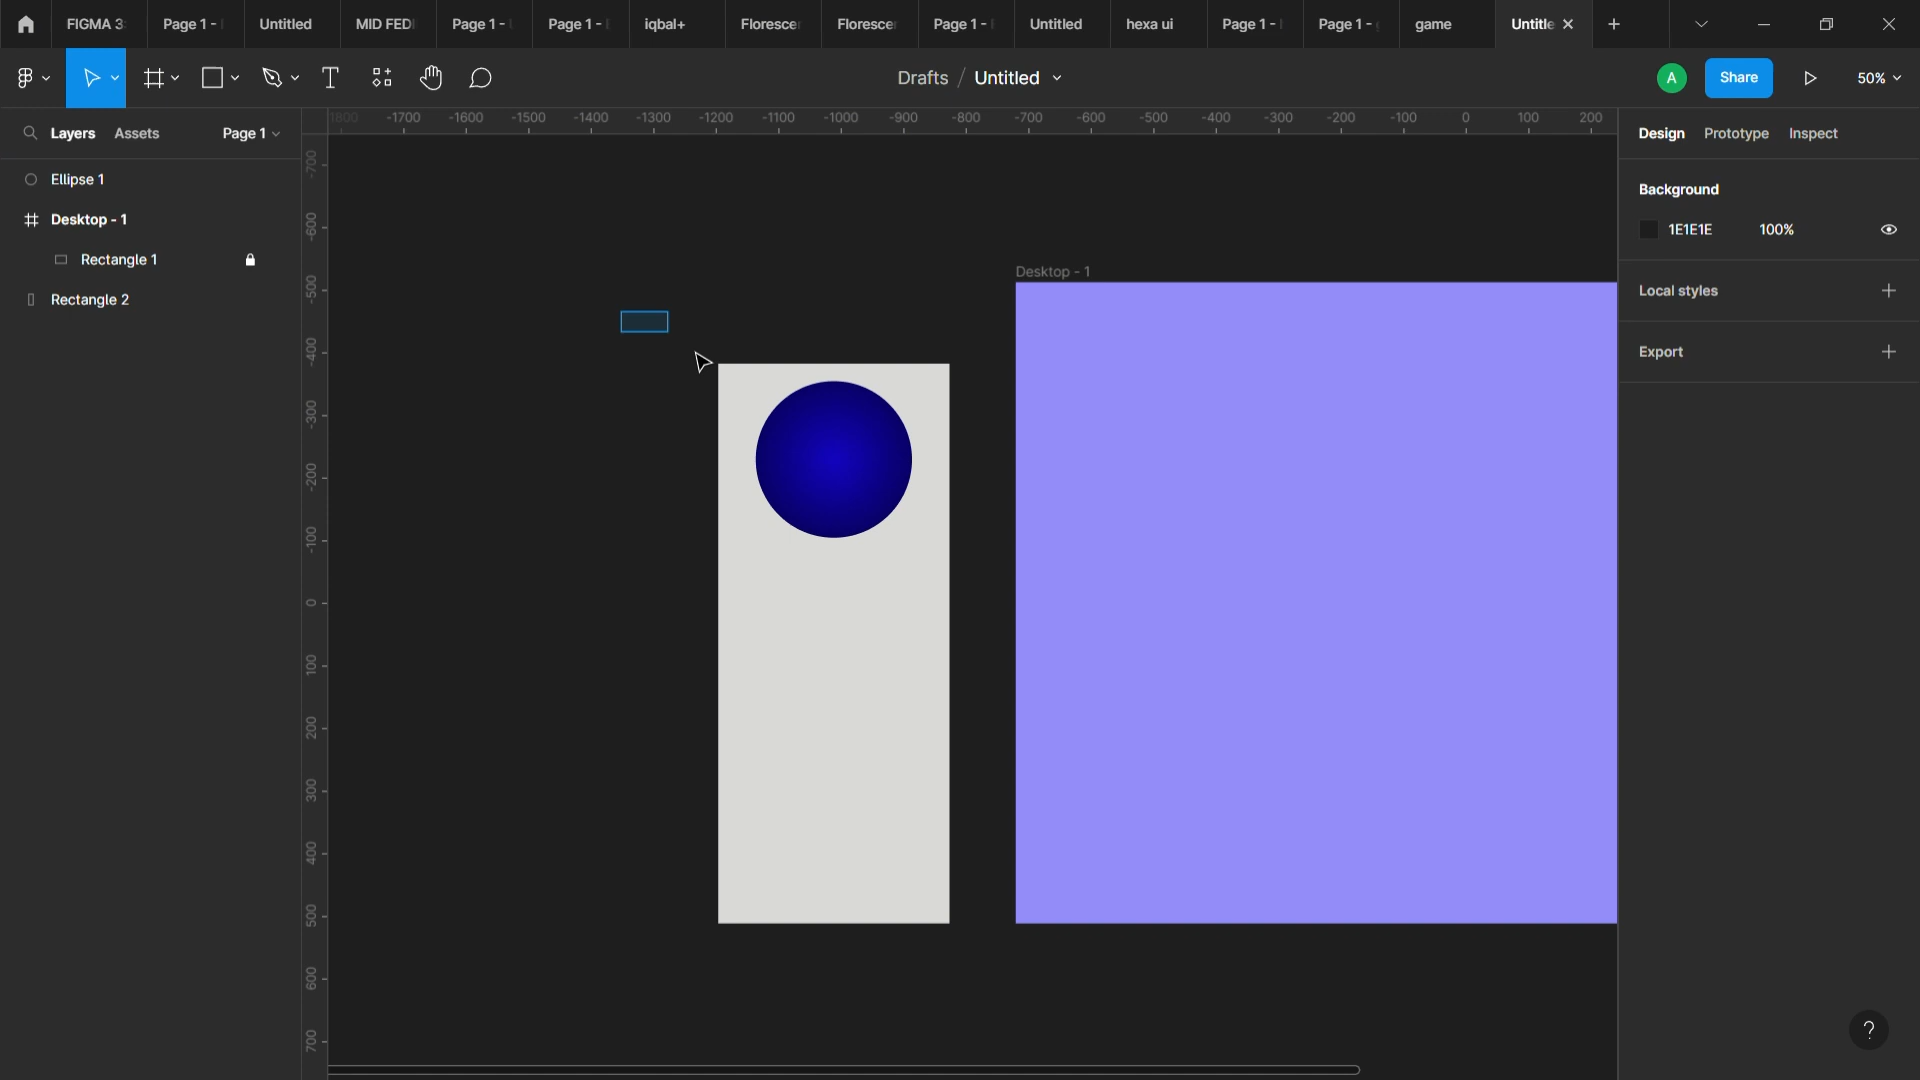 FIGMA 3
Page 1 -
Untitled
MID FED
Page 1 -
Page 1 -
iqbal+
Florescer
Florescer
Page 1 -
Untitled
hexa ui
Page 1 -
Page 1 -
game
Untitle
T
Drafts / Untitled
A
Share
50%
Layers
Assets
Page 1
-1800 -1700 -1600 -1500 -1400 -1300 -1200 -1100 -1000 -900 -800 -700 -600 -500 -400 -300 -200 -100 0 100 200
Design
Prototype
Inspect
Ellipse 1
Desktop - 1
Rectangle 1
Rectangle 2
-700
-600
-500
-400
-300
-200
-100
0
100
200
300
400
500
600
700
Desktop - 1
Background
1E1E1E
100%
Local styles
Export
?